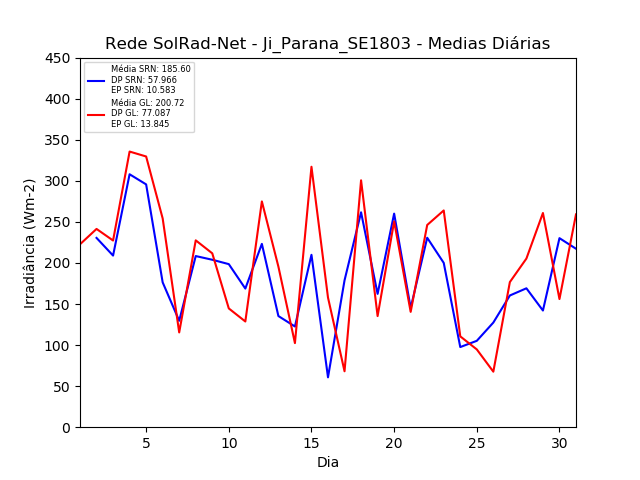 Rede SolRad-Net - Ji_Parana_SE1803 - Medias Diárias
Média SRN: 185.60
DP SRN: 57.966
EP SRN: 10.583
Média GL: 200.72
DP GL: 77.087
EP GL: 13.845
Irradiância (Wm-2)
450
400
350
300
250
200
150
100
50
0
5
10
15
20
25
30
Dia